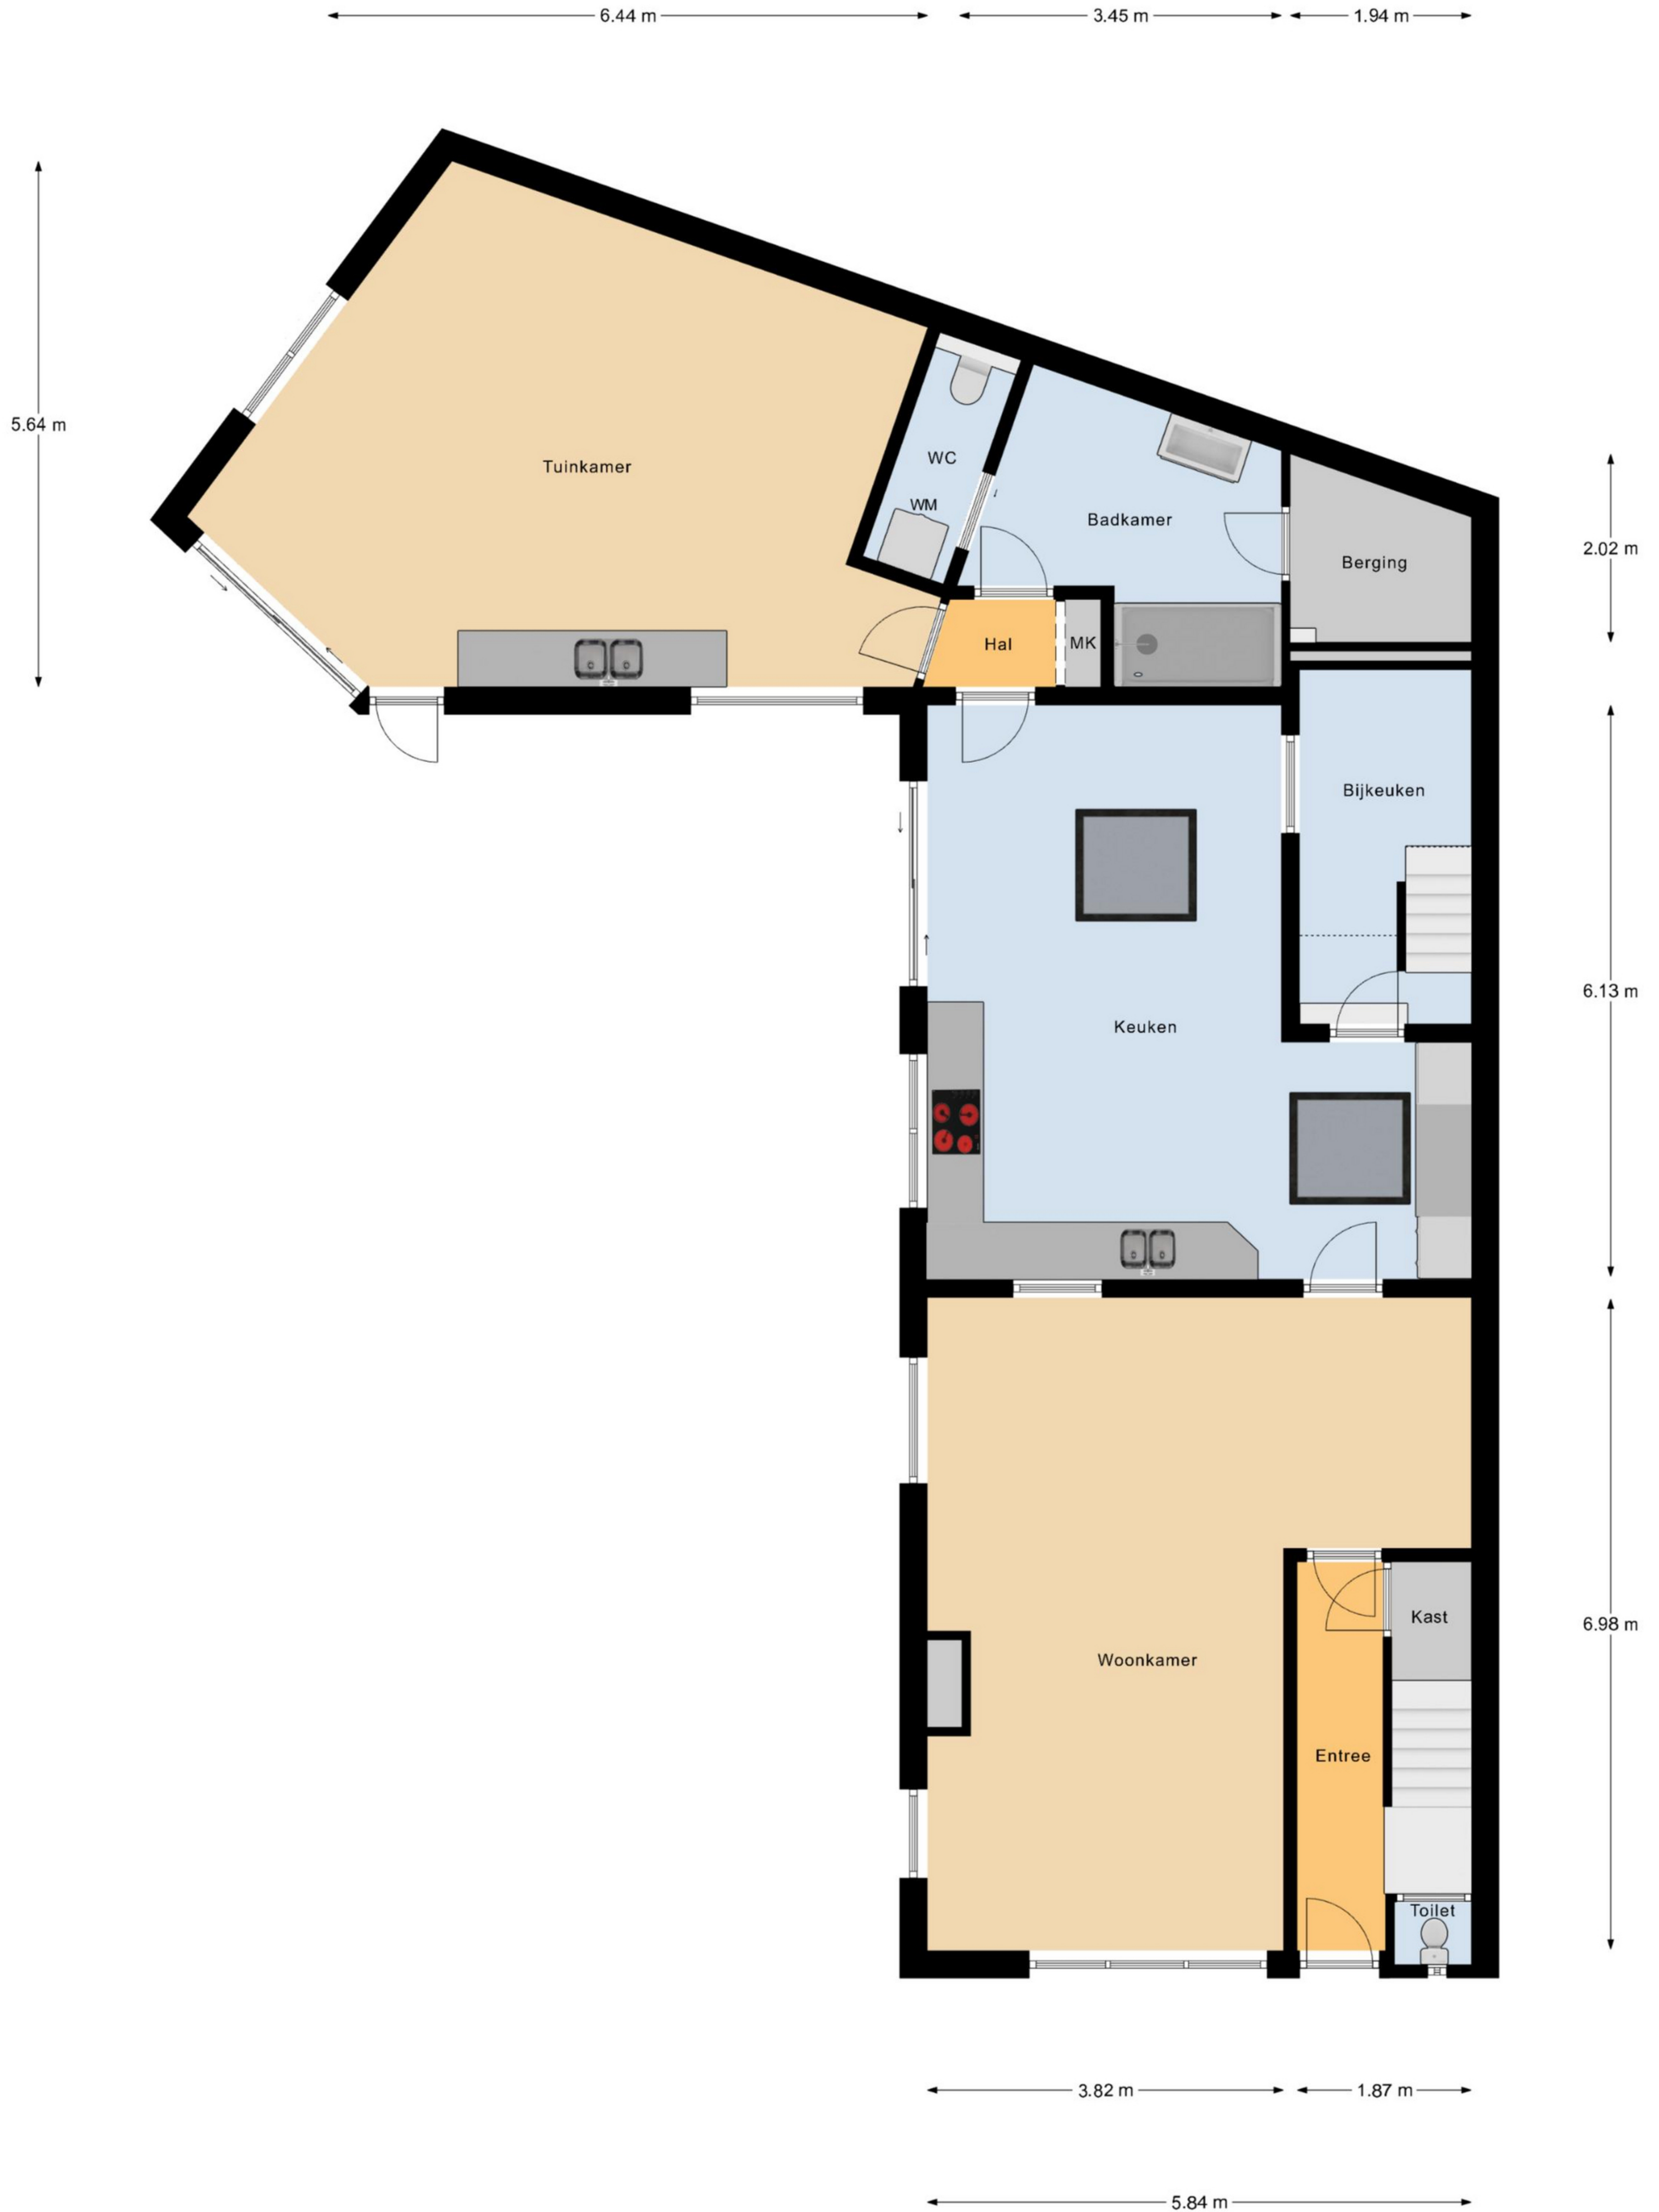 6.44 m
3.45 m
1.94 m
5.64 m
Tuinkamer
WC
WM
Badkamer
2.02 m
Berging
Hal
MK
Bijkeuken
6.13 m
Keuken
Kast
6.98 m
Woonkamer
Entree
Toilet
3.82 m
1.87 m
5.84 m